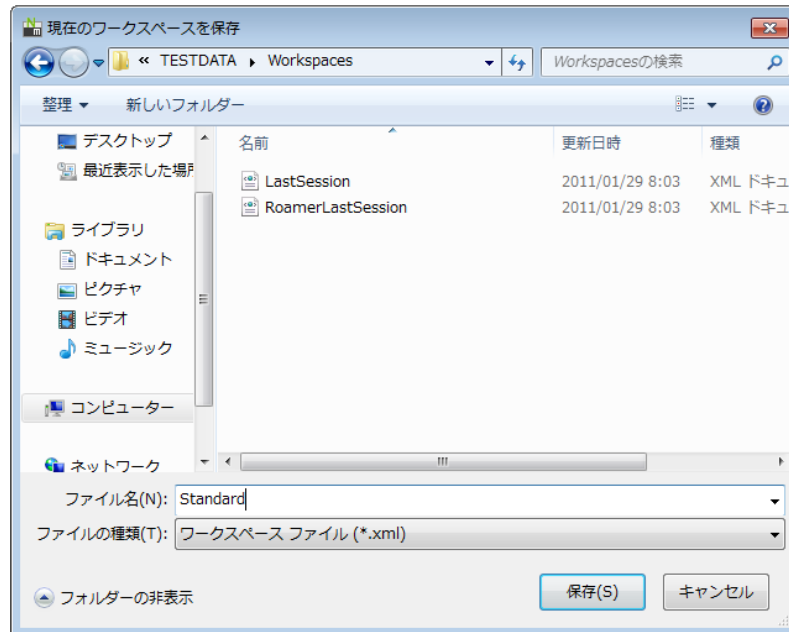 現在のワークスペースを保存
« TESTDATA ▸ Workspaces
Workspacesの検索
整理 ▼ 新しいフォルダー
デスクトップ
最近表示した場所
ライブラリ
ドキュメント
ピクチャ
ビデオ
ミュージック
コンピューター
ネットワーク
名前 更新日時 種類
LastSession 2011/01/29 8:03 XML ドキュ
RoamerLastSession 2011/01/29 8:03 XML ドキュ
ファイル名(N): Standard
ファイルの種類(T): ワークスペース ファイル (*.xml)
フォルダーの非表示
保存(S) キャンセル